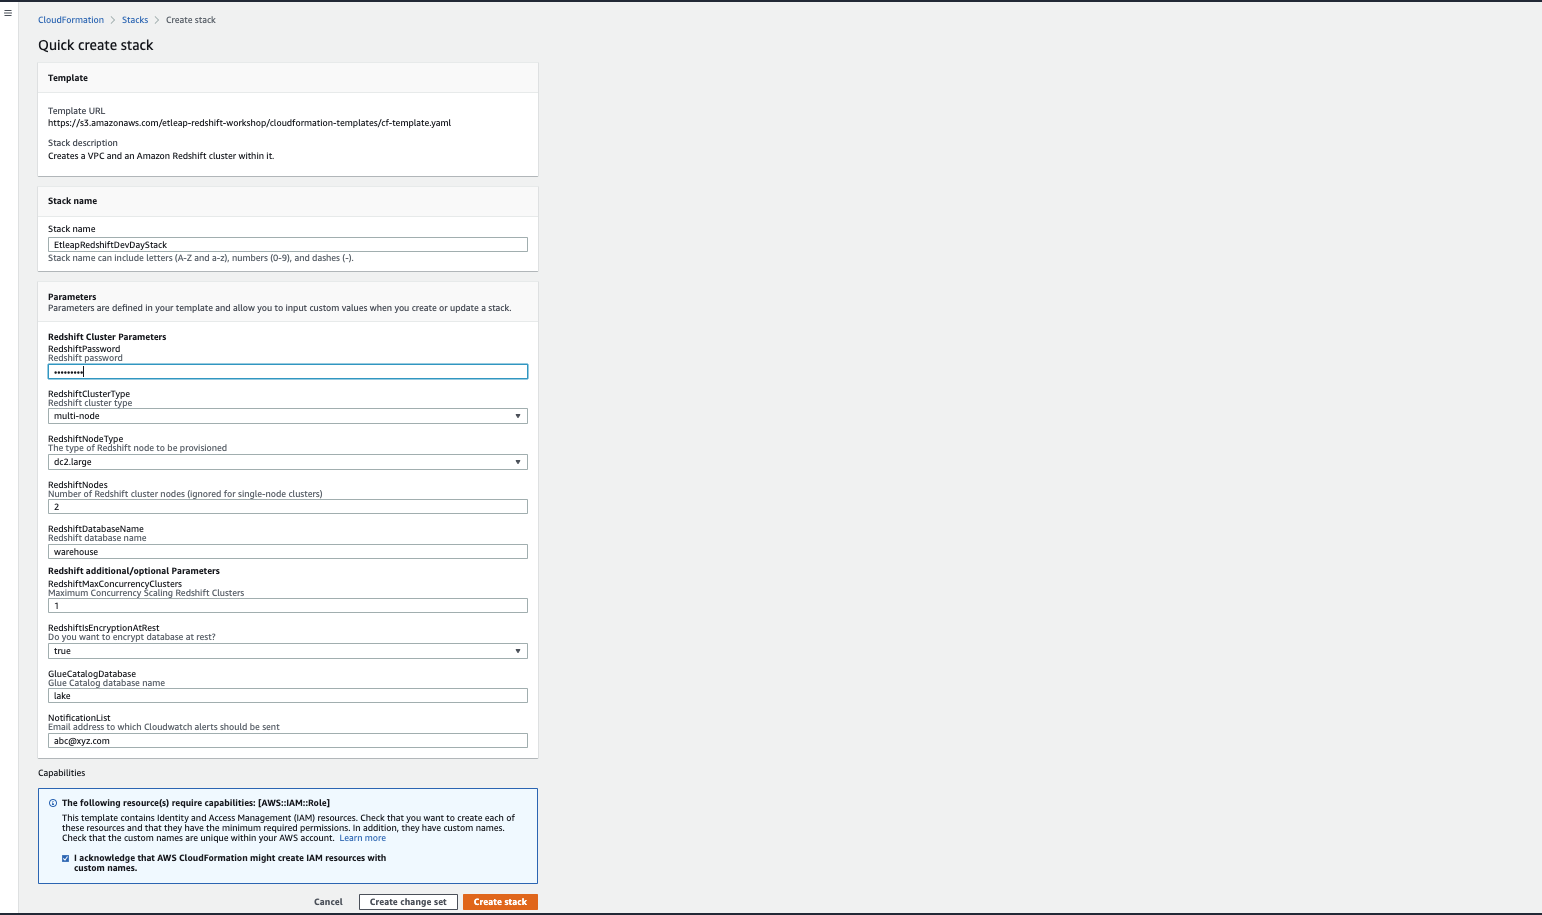 CloudFormation > Stacks > Create stack
Quick create stack
Template
Template URL
https://s3.amazonaws.com/etleap-redshift-workshop/cloudformation-templates/cf-template.yaml
Stack description
Creates a VPC and an Amazon Redshift cluster within it.
Stack name
Stack name
EtleapRedshiftDevDayStack
Stack name can include letters (A-Z and a-z), numbers (0-9), and dashes (-).
Parameters
Parameters are defined in your template and allow you to input custom values when you create or update a stack.
Redshift Cluster Parameters
RedshiftPassword
Redshift password
•••••••••
RedshiftClusterType
Redshift cluster type
multi-node
RedshiftNodeType
The type of Redshift node to be provisioned
dc2.large
RedshiftNodes
Number of Redshift cluster nodes (ignored for single-node clusters)
2
RedshiftDatabaseName
Redshift database name
warehouse
Redshift additional/optional Parameters
RedshiftMaxConcurrencyClusters
Maximum Concurrency Scaling Redshift Clusters
1
RedshiftIsEncryptionAtRest
Do you want to encrypt database at rest?
true
GlueCatalogDatabase
Glue Catalog database name
lake
NotificationList
Email address to which Cloudwatch alerts should be sent
abc@xyz.com
Capabilities
The following resource(s) require capabilities: [AWS::IAM::Role]
This template contains Identity and Access Management (IAM) resources. Check that you want to create each of
these resources and that they have the minimum required permissions. In addition, they have custom names.
Check that the custom names are unique within your AWS account. Learn more
I acknowledge that AWS CloudFormation might create IAM resources with
custom names.
Cancel Create change set Create stack